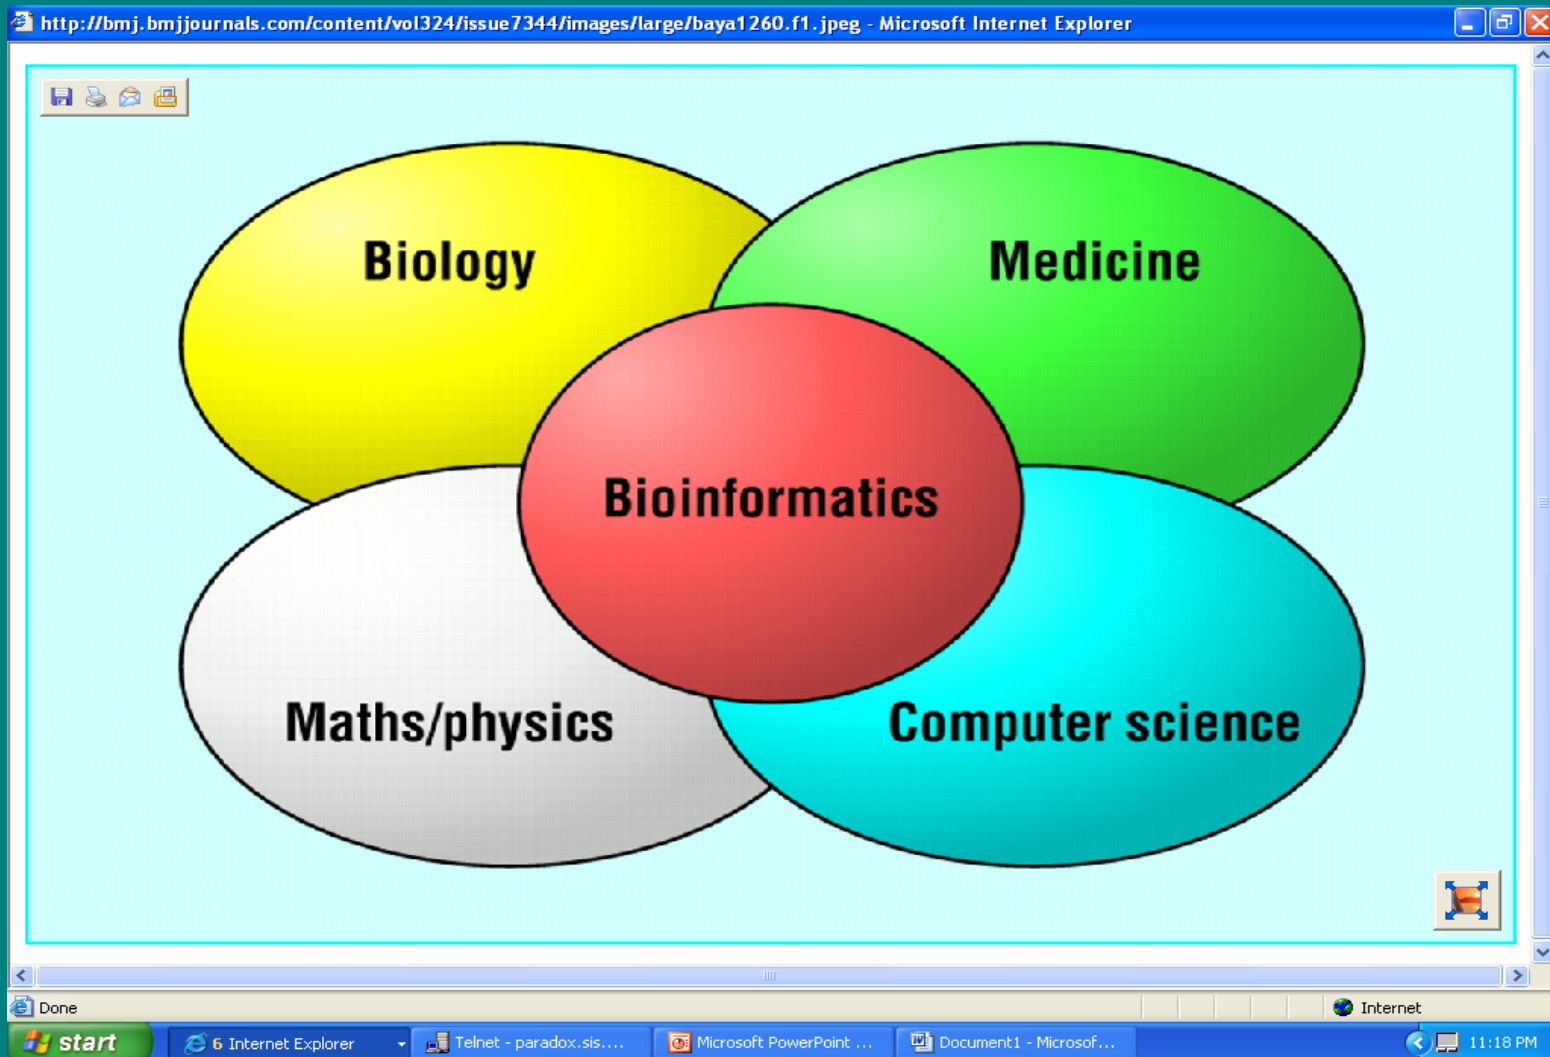 http://bmj.bmjjournals.com/content/vol324/issue7344/images/large/baya1260.f1.jpeg - Microsoft Internet Explorer
Biology
Medicine
Bioinformatics
Maths/physics
Computer science
Done
Internet
start
6 Internet Explorer
Telnet - paradox.sis....
Microsoft PowerPoint ...
Document1 - Microsof...
11:18 PM